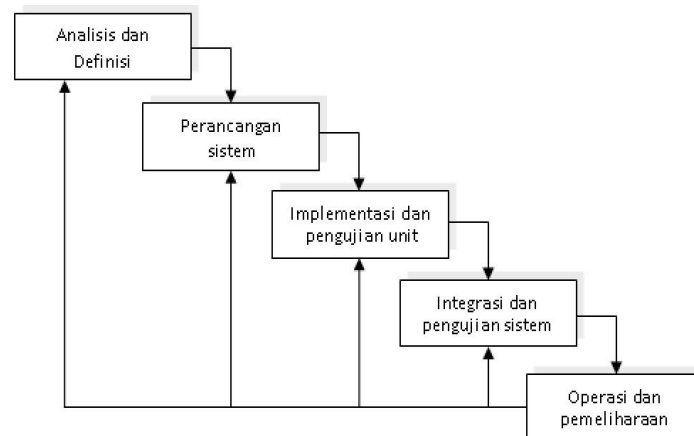 Analisis dan
Definisi
Perancangan
sistem
Implementasi dan
pengujian unit
Integrasi dan
pengujian sistem
Operasi dan
pemeliharaan